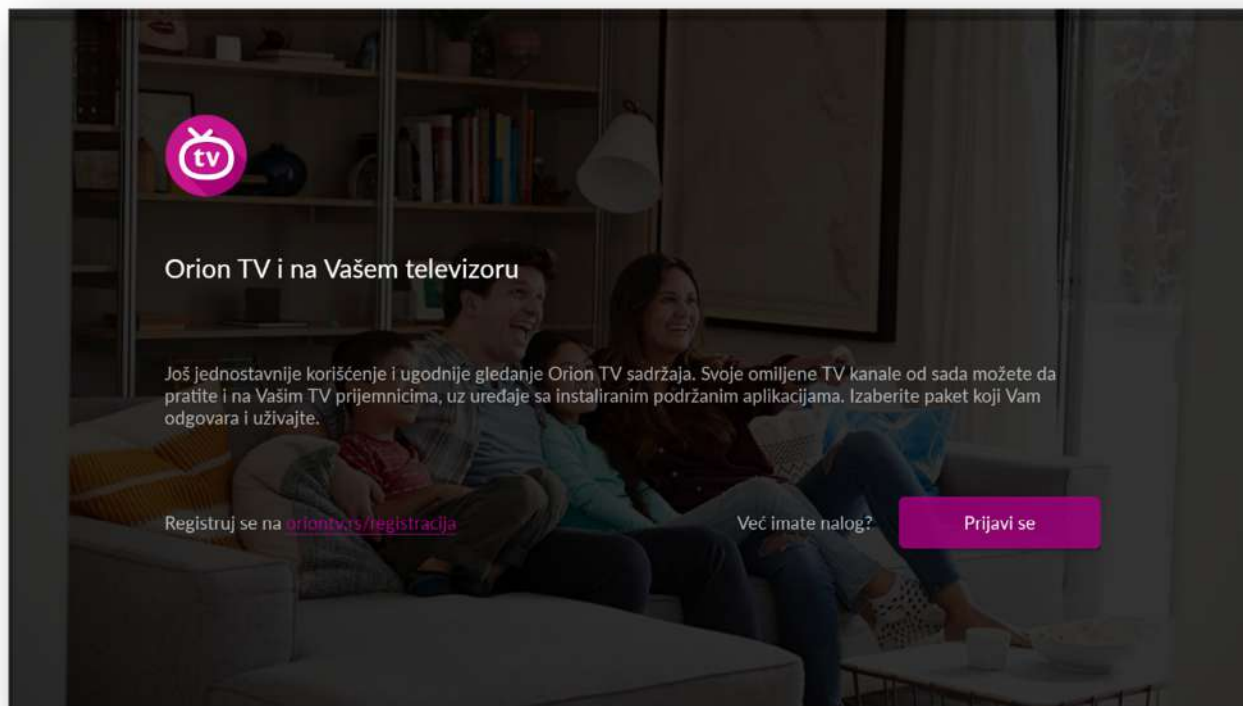 tv
Orion TV i na Vašem televizoru
Još jednostavnije korišćenje i ugodnije gledanje Orion TV sadržaja. Svoje omiljene TV kanale od sada možete da
pratite i na Vašim TV prijemnicima, uz uređaje sa instaliranim podržanim aplikacijama. Izaberite paket koji Vam
odgovara i uživajte.
Registruj se na oriontv.rs/registracija
Već imate nalog?
Prijavi se